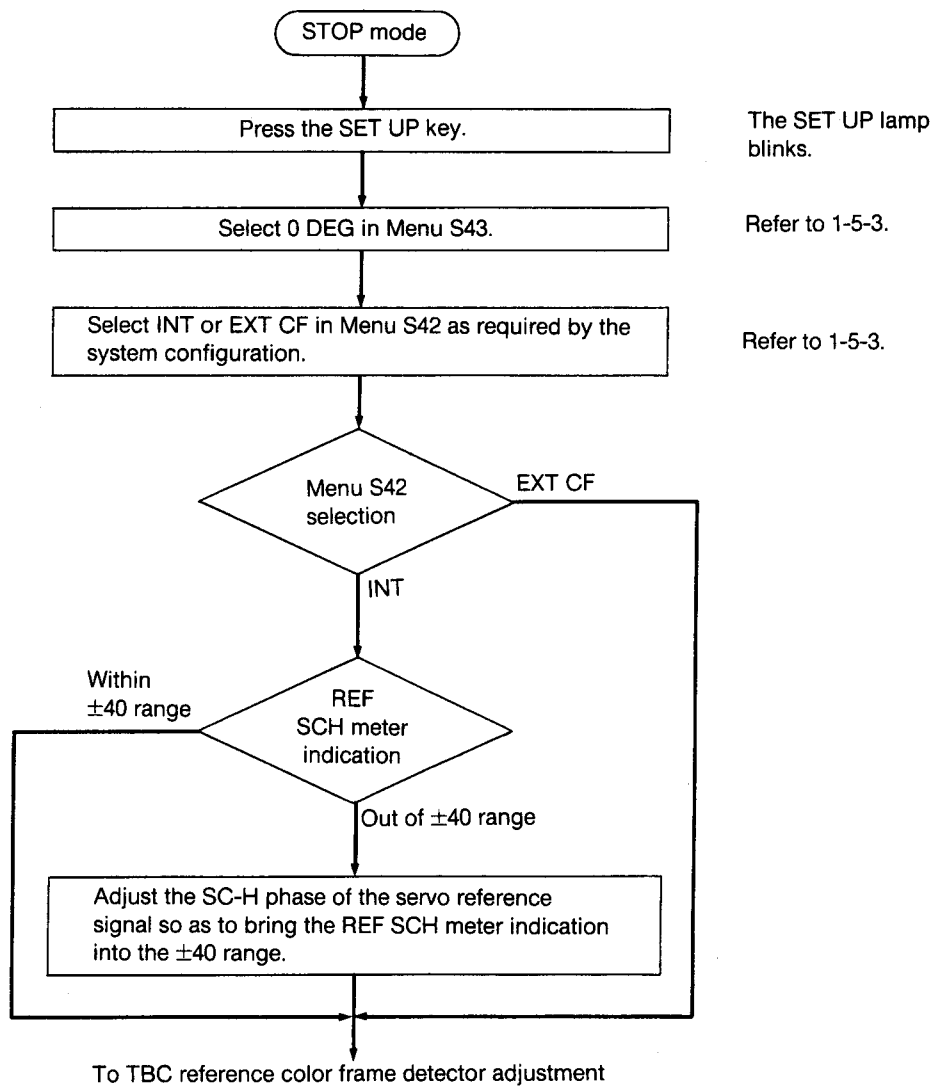 STOP mode
Press the SET UP key.
The SET UP lamp
blinks.
Select 0 DEG in Menu S43.
Refer to 1-5-3.
Select INT or EXT CF in Menu S42 as required by the
system configuration.
Refer to 1-5-3.
Menu S42
selection
EXT CF
INT
Within
±40 range
REF
SCH meter
indication
Out of ±40 range
Adjust the SC-H phase of the servo reference
signal so as to bring the REF SCH meter indication
into the ±40 range.
To TBC reference color frame detector adjustment